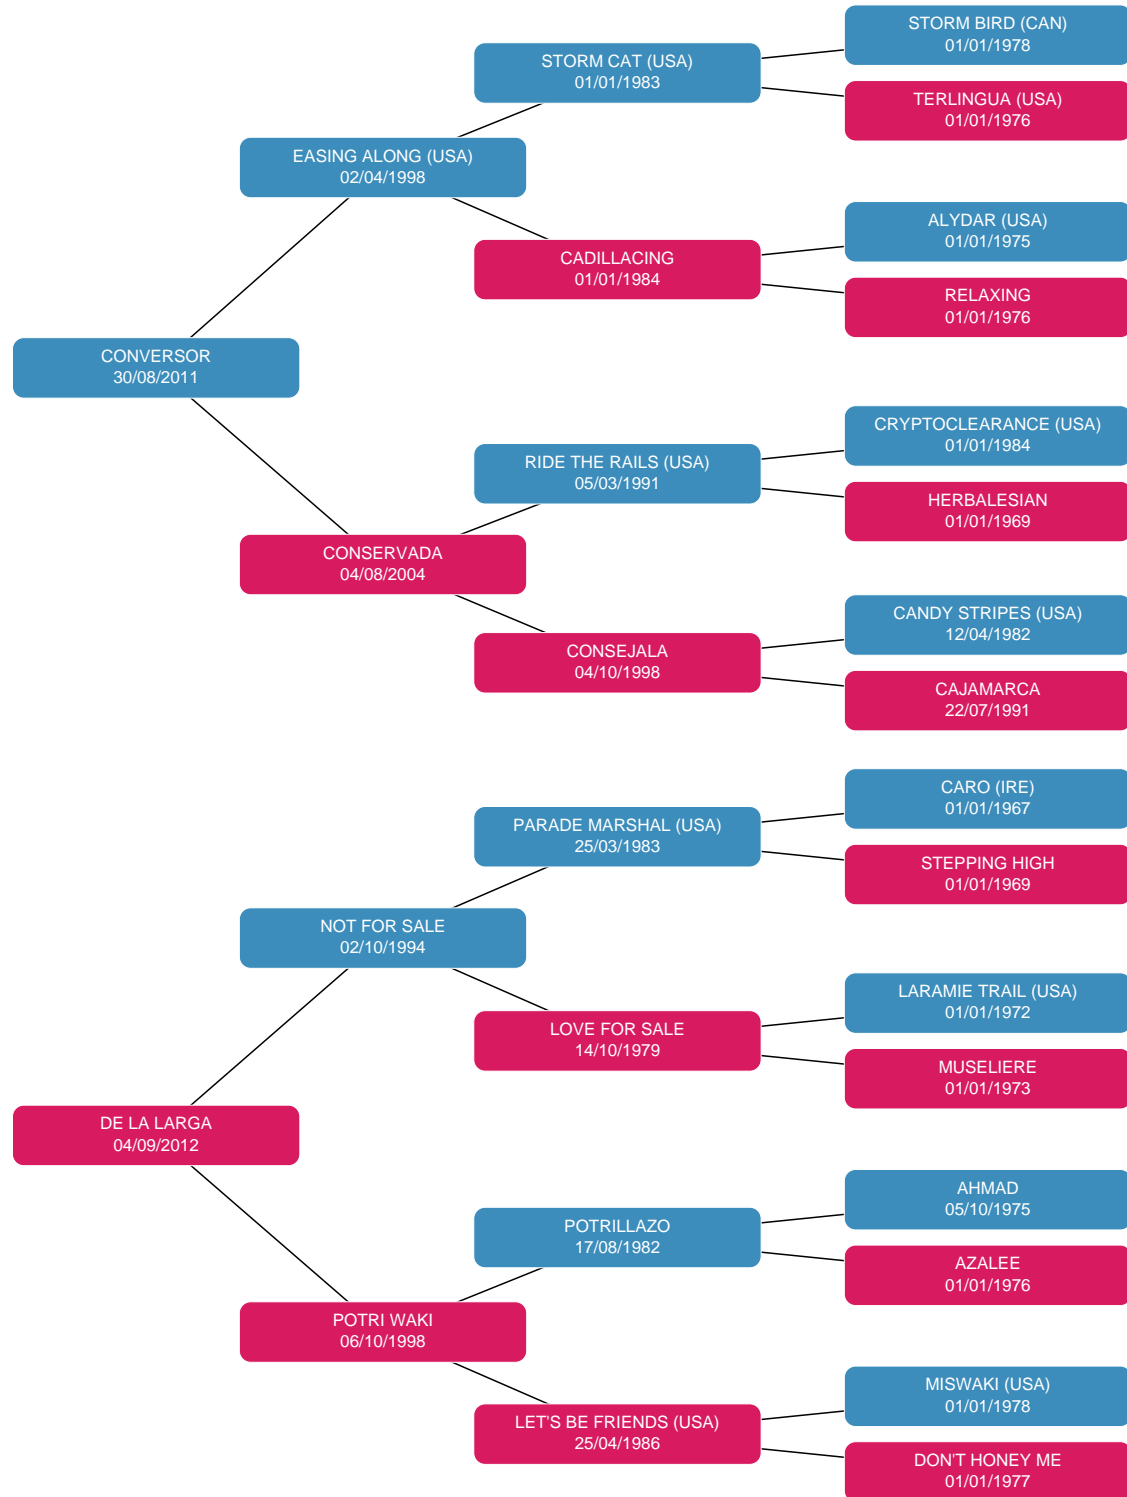 STORM BIRD (CAN)
01/01/1978
STORM CAT (USA)
01/01/1983
TERLINGUA (USA)
01/01/1976
EASING ALONG (USA)
02/04/1998
ALYDAR (USA)
01/01/1975
CADILLACING
01/01/1984
RELAXING
01/01/1976
CONVERSOR
30/08/2011
CRYPTOCLEARANCE (USA)
01/01/1984
RIDE THE RAILS (USA)
05/03/1991
HERBALESIAN
01/01/1969
CONSERVADA
04/08/2004
CANDY STRIPES (USA)
12/04/1982
CONSEJALA
04/10/1998
CAJAMARCA
22/07/1991
CARO (IRE)
01/01/1967
PARADE MARSHAL (USA)
25/03/1983
STEPPING HIGH
01/01/1969
NOT FOR SALE
02/10/1994
LARAMIE TRAIL (USA)
01/01/1972
LOVE FOR SALE
14/10/1979
MUSELIERE
01/01/1973
DE LA LARGA
04/09/2012
AHMAD
05/10/1975
POTRILLAZO
17/08/1982
AZALEE
01/01/1976
POTRI WAKI
06/10/1998
MISWAKI (USA)
01/01/1978
LET'S BE FRIENDS (USA)
25/04/1986
DON'T HONEY ME
01/01/1977